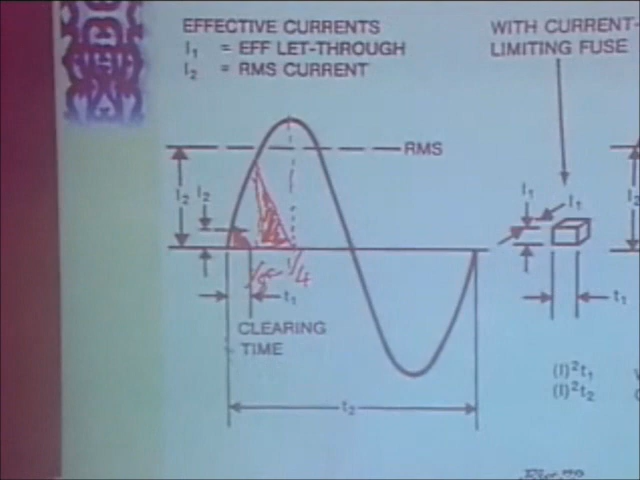 EFFECTIVE CURRENTS
I₁ = EFF LET-THROUGH
I₂ = RMS CURRENT
WITH CURRENT-
LIMITING FUSE
RMS
I₂
I₂
I₁
I₁
I₂
1/4
t₁
t₁
CLEARING
TIME
(I)²t₁
(I)²t₂
t₂